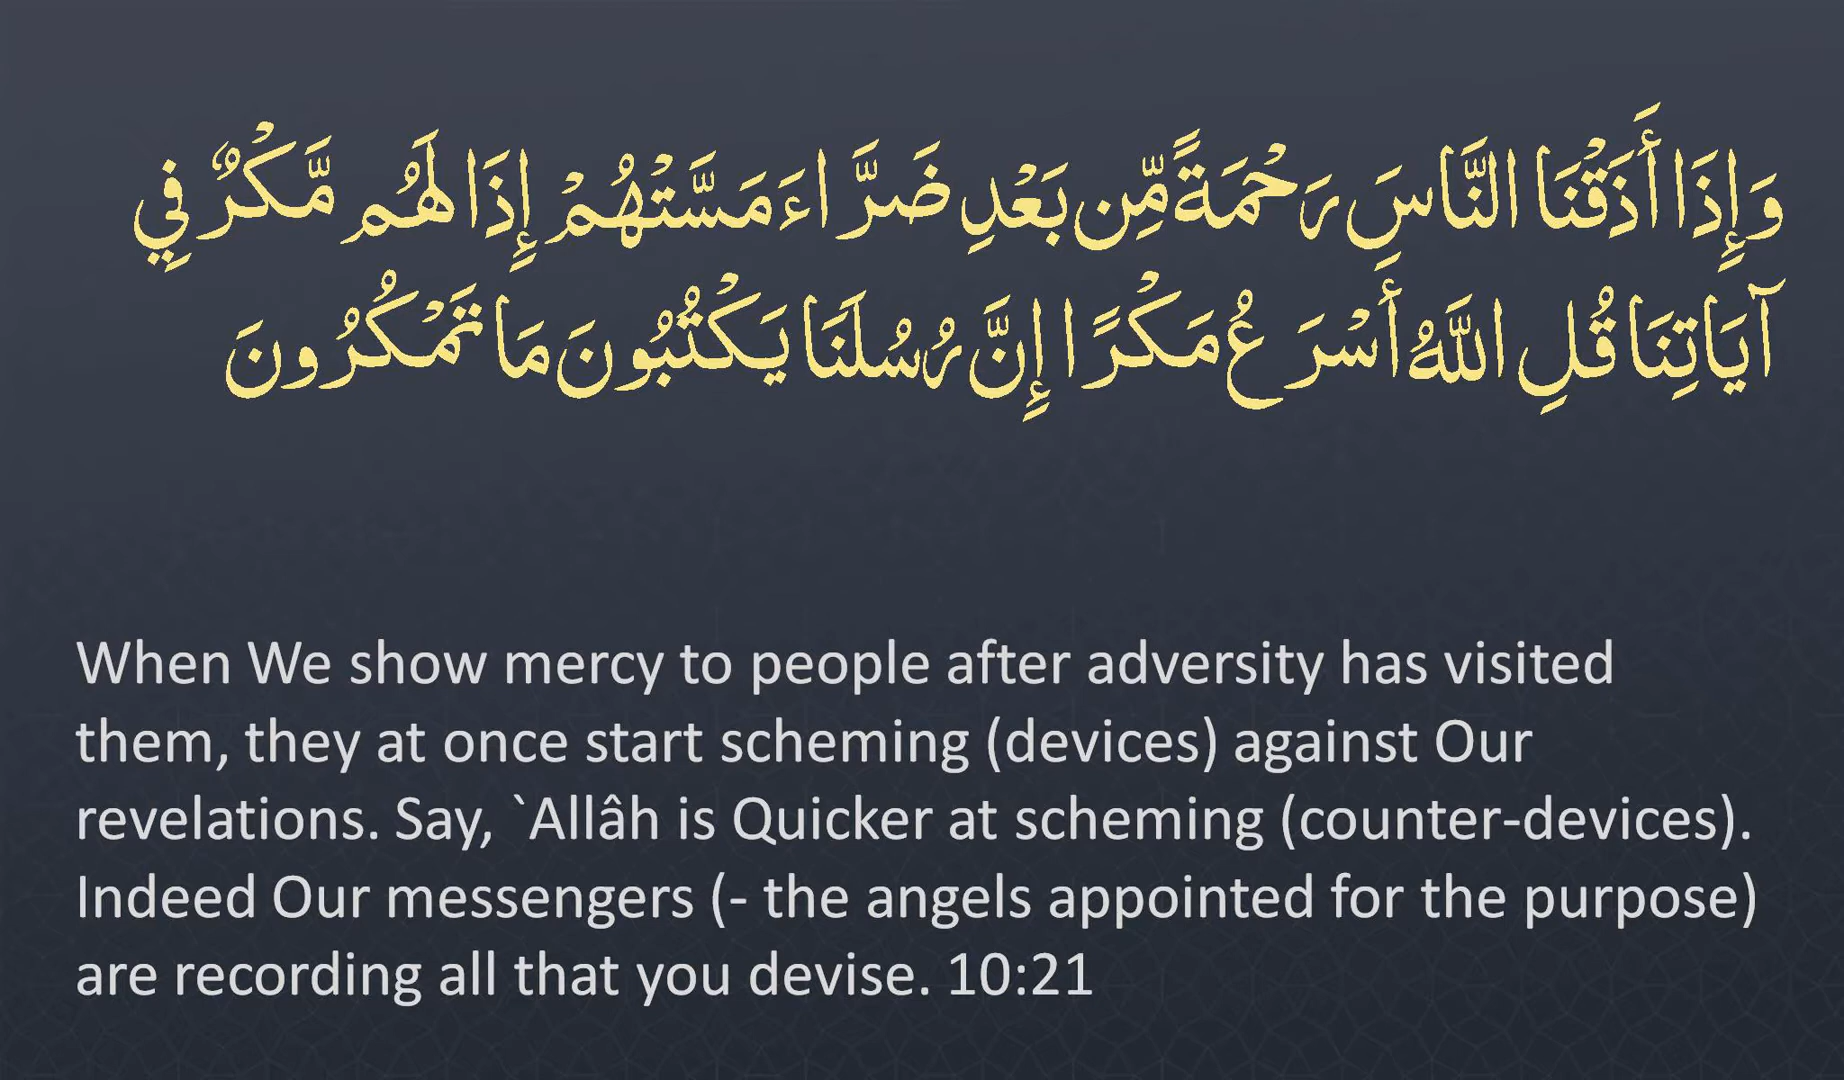 وَإِذَا أَذَقْنَا النَّاسَ رَحْمَةً مِّن بَعْدِ ضَرَّاءَ مَسَّتْهُمْ إِذَا لَهُم مَّكْرٌ فِي
آيَاتِنَا قُلِ اللَّهُ أَسْرَعُ مَكْرًا إِنَّ رُسُلَنَا يَكْتُبُونَ مَا تَمْكُرُونَ
When We show mercy to people after adversity has visited
them, they at once start scheming (devices) against Our
revelations. Say, `Allâh is Quicker at scheming (counter-devices).
Indeed Our messengers (- the angels appointed for the purpose)
are recording all that you devise. 10:21